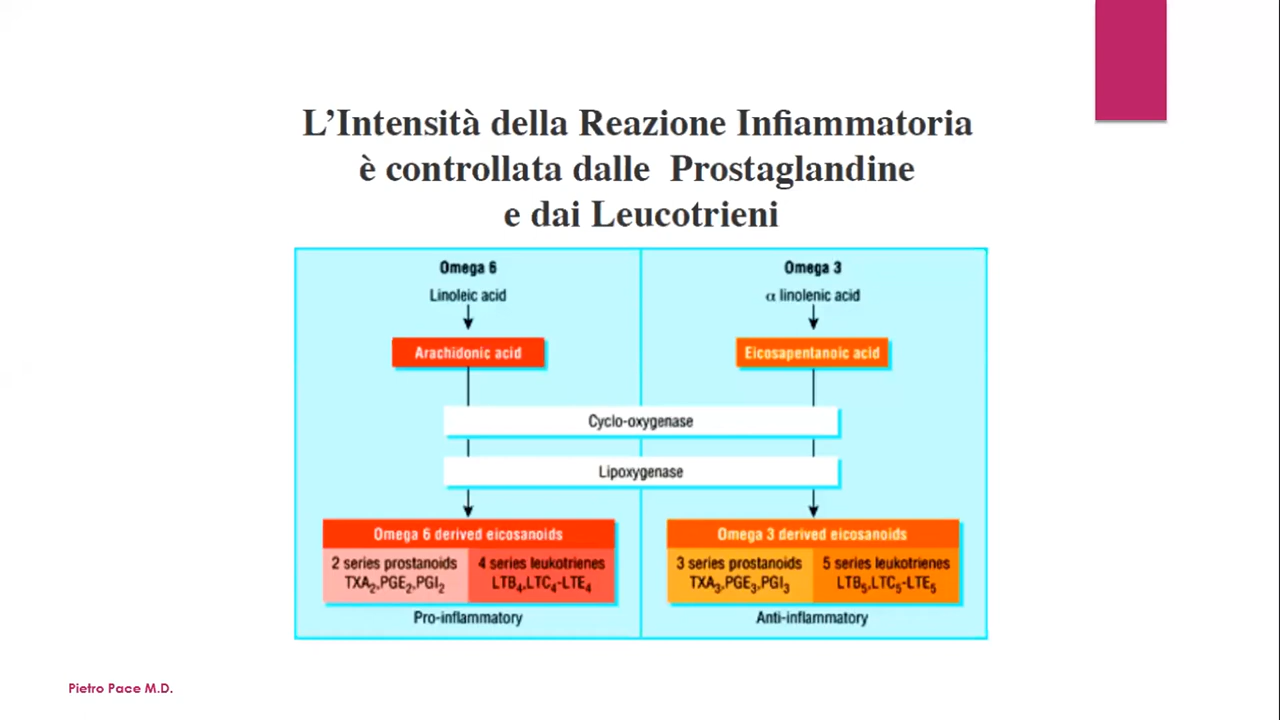 L'Intensità della Reazione Infiammatoria
è controllata dalle Prostaglandine
e dai Leucotrieni
Omega 6
Omega 3
Linoleic acid
α linolenic acid
Arachidonic acid
Eicosapentanoic acid
Cyclo-oxygenase
Lipoxygenase
Omega 6 derived eicosanoids
Omega 3 derived eicosanoids
2 series prostanoids
TXA₂,PGE₂,PGI₂
4 series leukotrienes
LTB₄,LTC₄-LTE₄
3 series prostanoids
TXA₃,PGE₃,PGI₃
5 series leukotrienes
LTB₅,LTC₅-LTE₅
Pro-inflammatory
Anti-inflammatory
Pietro Pace M.D.